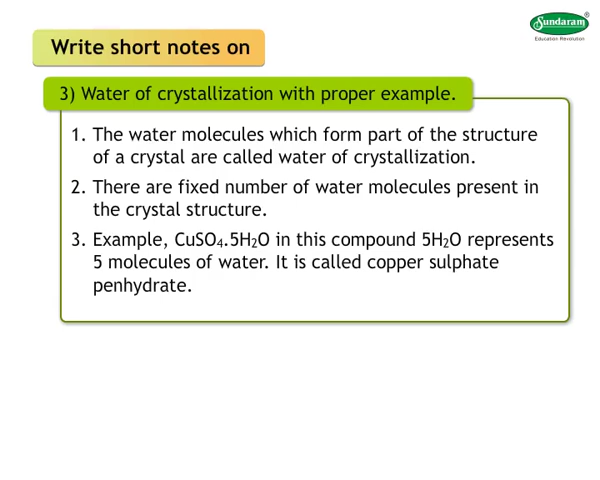 Sundaram®
Education Revolution
Write short notes on
3) Water of crystallization with proper example.
1. The water molecules which form part of the structure
of a crystal are called water of crystallization.
2. There are fixed number of water molecules present in
the crystal structure.
3. Example, CuSO₄.5H₂O in this compound 5H₂O represents
5 molecules of water. It is called copper sulphate
penhydrate.